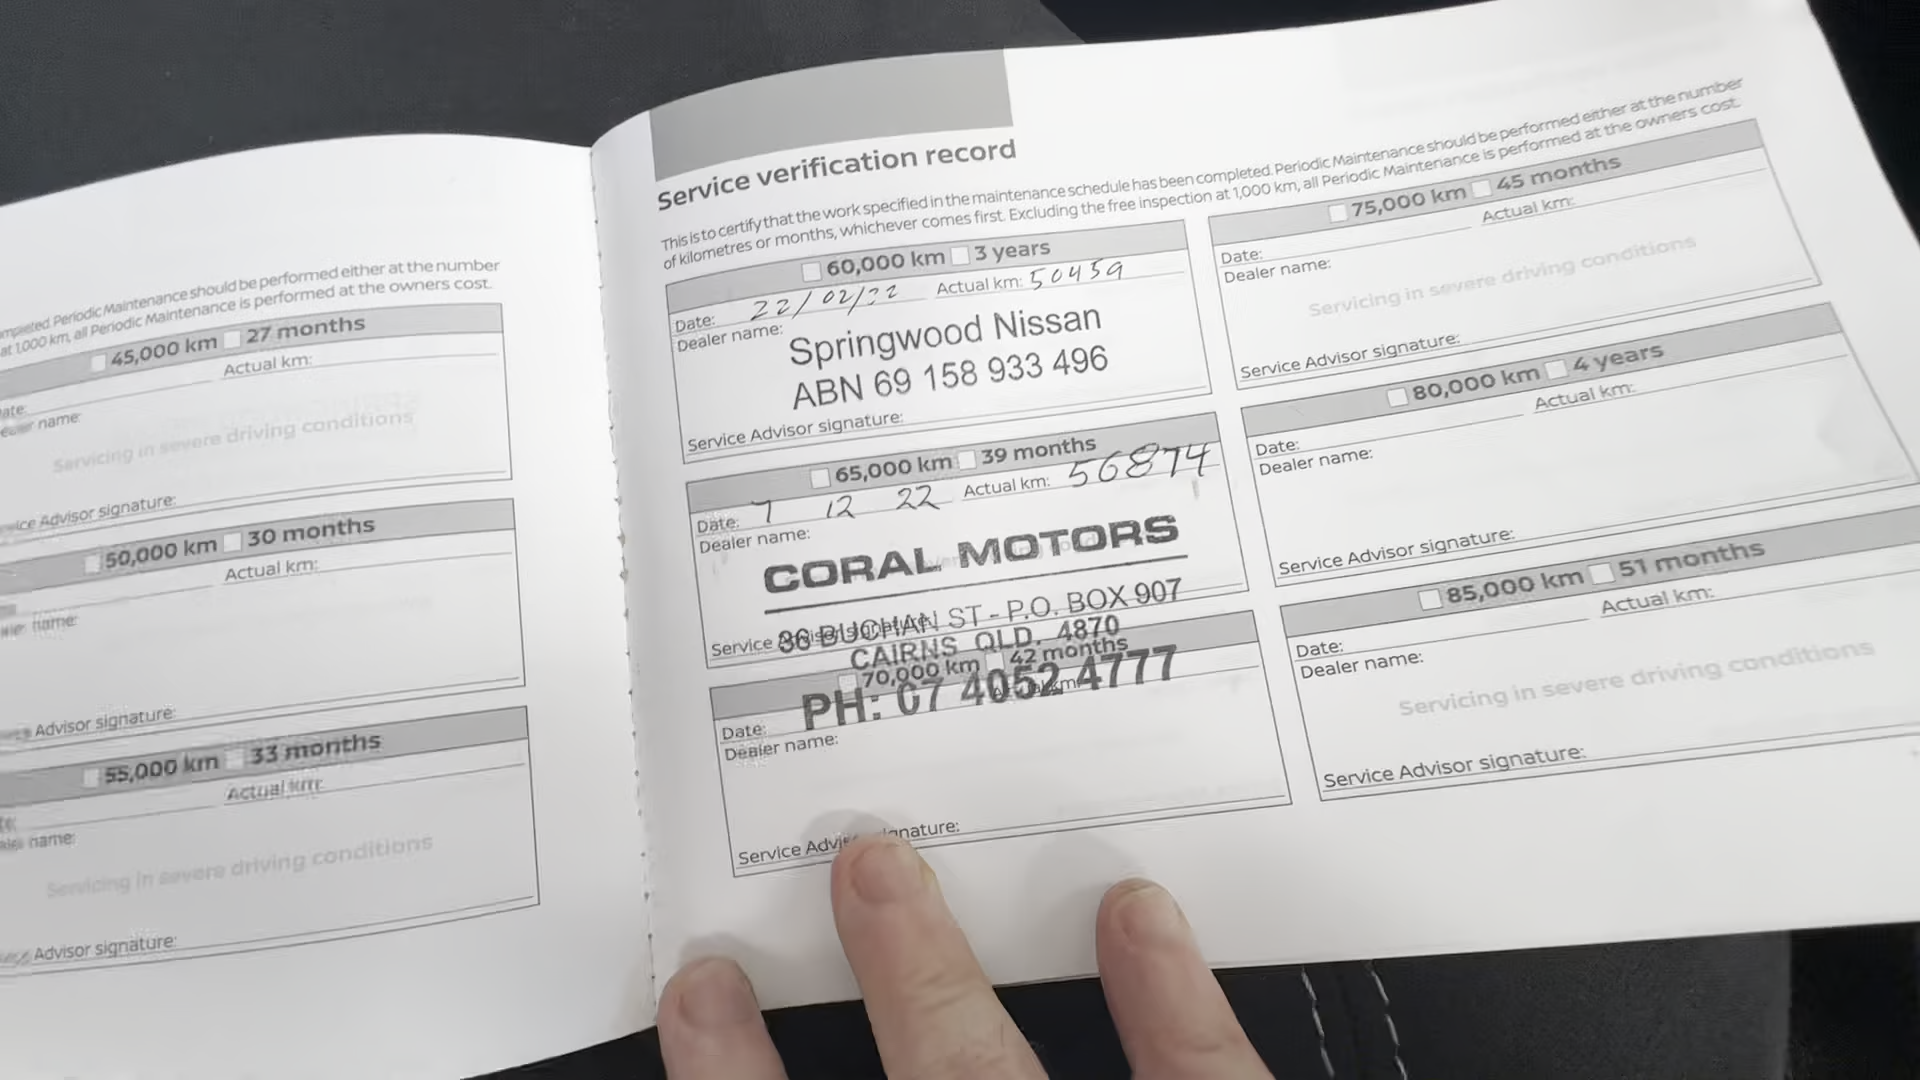 mpleted. Periodic Maintenance should be performed either at the number
at 1,000 km, all Periodic Maintenance is performed at the owners cost.
45,000 km 27 months
Actual km:
name:
Servicing in severe driving conditions
Advisor signature:
50,000 km 30 months
Actual km:
name:
Advisor signature:
55,000 km 33 months
Actual km:
name:
Servicing in severe driving conditions
Advisor signature:
Service verification record
This is to certify that the work specified in the maintenance schedule has been completed. Periodic Maintenance should be performed either at the number
of kilometres or months, whichever comes first. Excluding the free inspection at 1,000 km, all Periodic Maintenance is performed at the owners cost.
60,000 km 3 years
Date: 22/02/22 Actual km: 50459
Dealer name:
Springwood Nissan
ABN 69 158 933 496
Service Advisor signature:
65,000 km 39 months
Date: 7 12 22 Actual km: 56874
Dealer name:
CORAL MOTORS
36 BUCHAN ST - P.O. BOX 907
Service Advisor signature:
CAIRNS QLD. 4870
70,000 km 42 months
PH: 07 4052 4777
Actual km:
Date:
Dealer name:
Service Advisor signature:
75,000 km 45 months
Date: Actual km:
Dealer name:
Servicing in severe driving conditions
Service Advisor signature:
80,000 km 4 years
Date: Actual km:
Dealer name:
Service Advisor signature:
85,000 km 51 months
Date: Actual km:
Dealer name:
Servicing in severe driving conditions
Service Advisor signature: